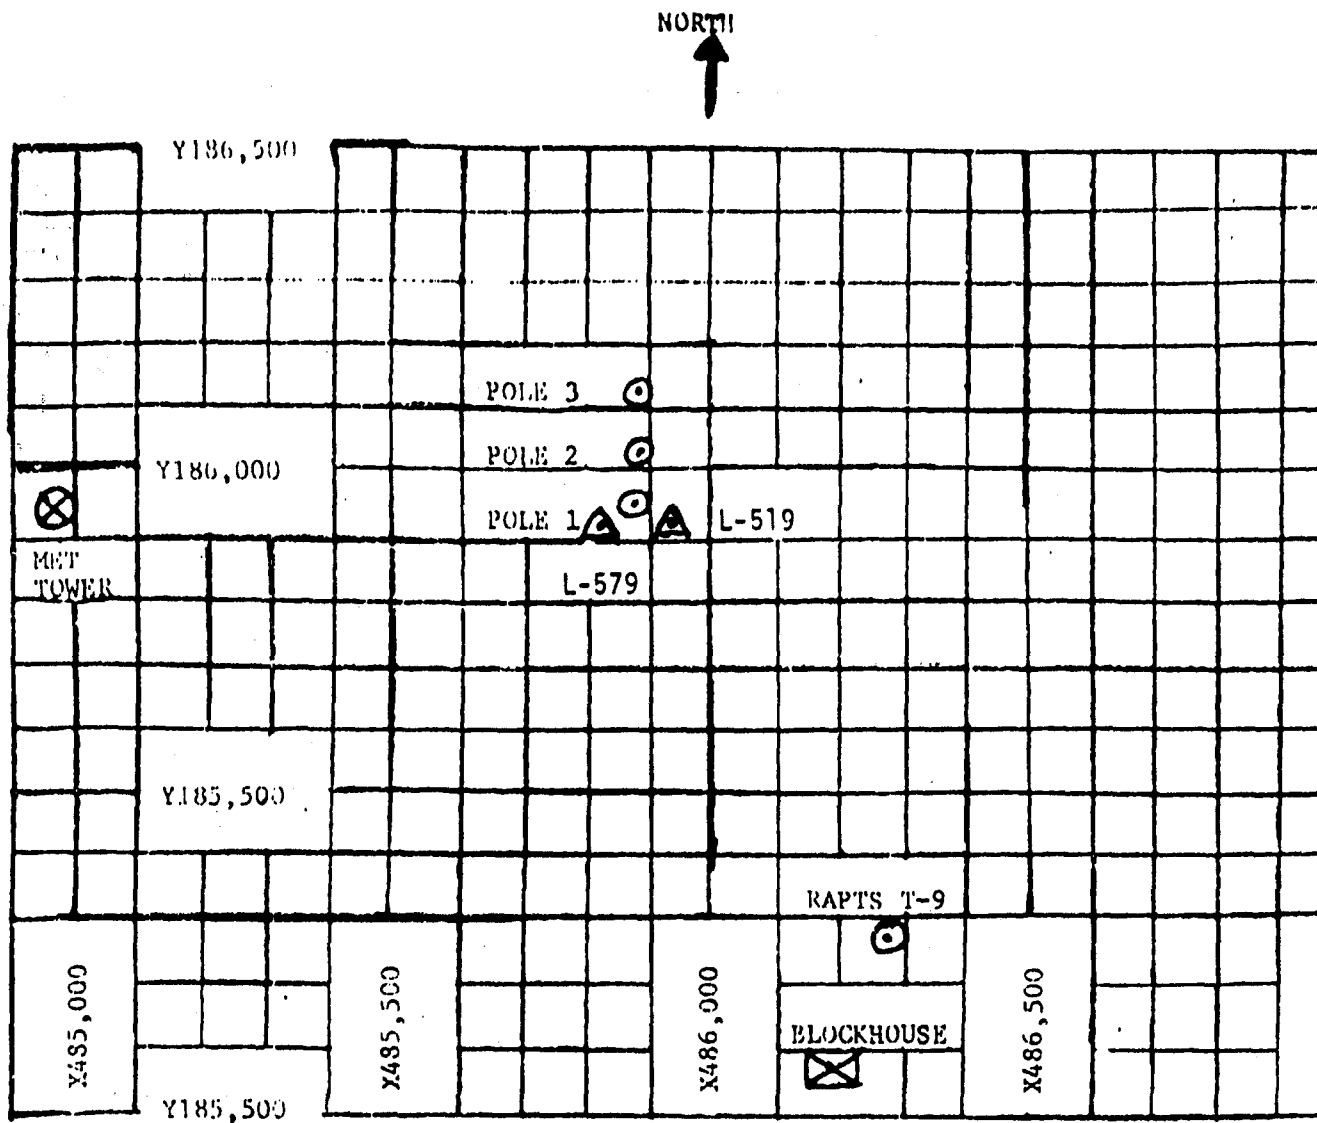 NORTH
Y186,500
POLE 3
POLE 2
Y186,000
POLE 1
L-519
MET
TOWER
L-579
Y185,500
RAPTS T-9
X485,000
X485,500
X486,000
X486,500
BLOCKHOUSE
Y185,500